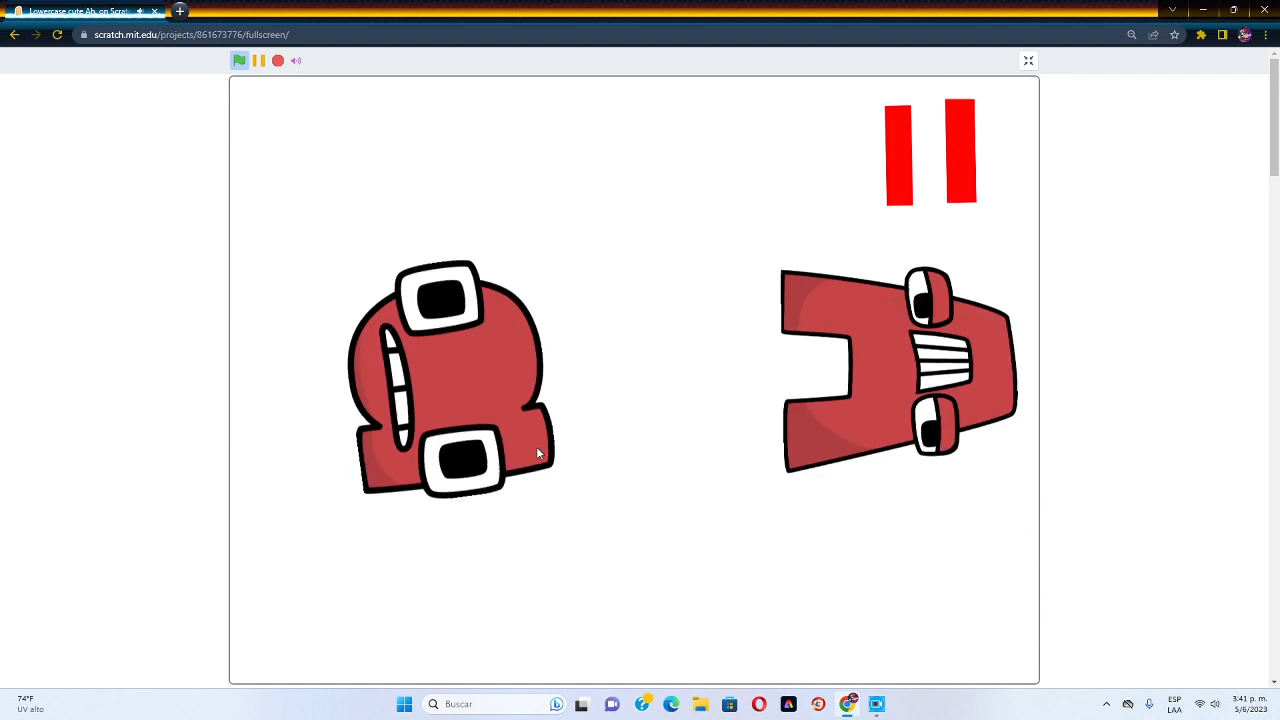 Lowercase cute Ah, on Scrat
scratch.mit.edu/projects/861673776/fullscreen/
74°F
UV alto
Buscar
ESP
LAA
3:41 p. m.
5/6/2023